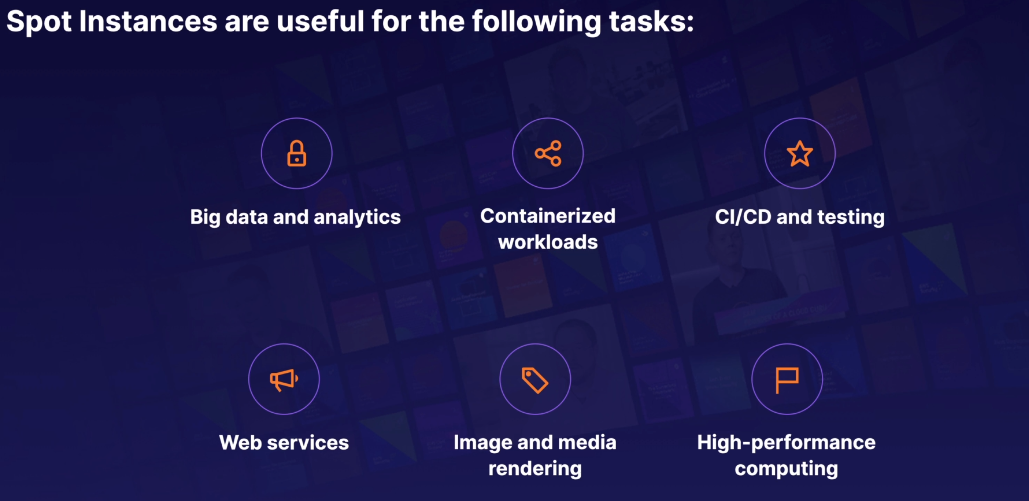 Spot Instances are useful for the following tasks:
Big data and analytics
Containerized
workloads
CI/CD and testing
Web services
Image and media
rendering
High-performance
computing